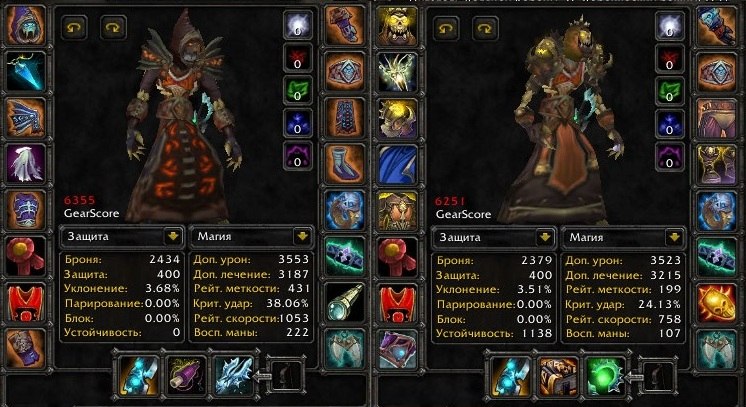 0
0
0
0
0
6355
GearScore
Защита
Магия
Броня: 2434
Защита: 400
Уклонение: 3.68%
Парирование: 0.00%
Блок: 0.00%
Устойчивость: 0
Доп. урон: 3553
Доп. лечение: 3187
Рейт. меткости: 431
Крит. удар: 38.06%
Рейт. скорости: 1053
Восп. маны: 222
0
0
0
0
0
6251
GearScore
Защита
Магия
Броня: 2379
Защита: 400
Уклонение: 3.51%
Парирование: 0.00%
Блок: 0.00%
Устойчивость: 1138
Доп. урон: 3523
Доп. лечение: 3215
Рейт. меткости: 199
Крит. удар: 24.13%
Рейт. скорости: 758
Восп. маны: 107